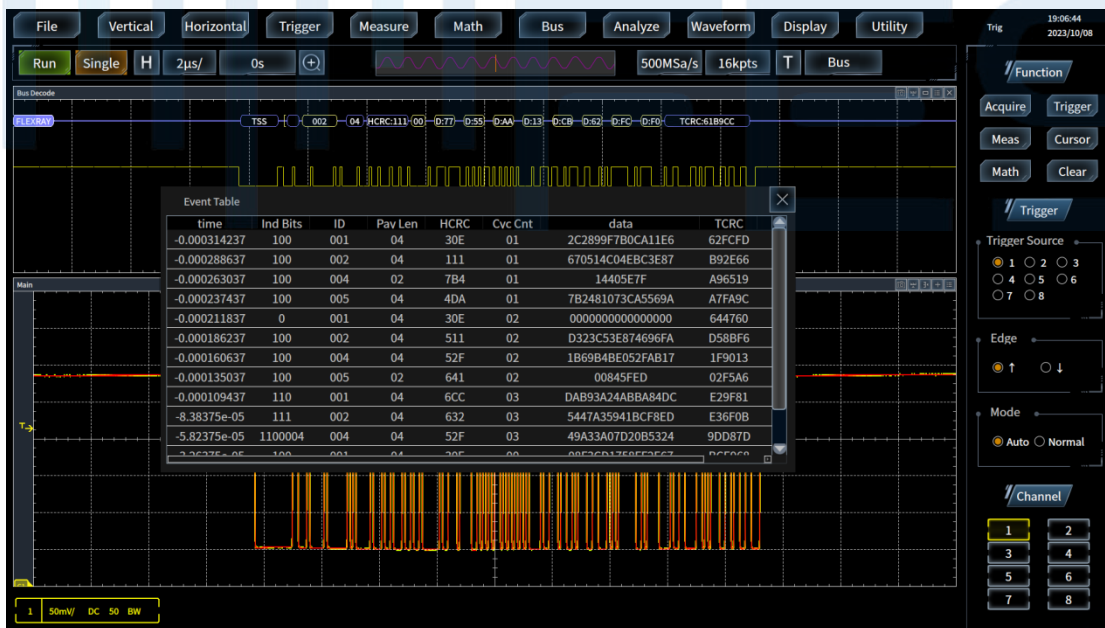 File Vertical Horizontal Trigger Measure Math Bus Analyze Waveform Display Utility
Trig 19:06:44
2023/10/08
Run Single H 2μs/ 0s 500MSa/s 16kpts T Bus
Function
Bus Decode
Acquire Trigger
FLEXRAY TSS 002 04 HCRC:111 00 D:77 D:55 D:AA D:13 D:CB D:62 D:FC D:F0 TCRC:61B9CC
Meas Cursor
Math Clear
Event Table
Trigger
time Ind Bits ID Pay Len HCRC Cyc Cnt data TCRC
-0.000314237 100 001 04 30E 01 2C2899F7B0CA11E6 62FCFD
-0.000288637 100 002 04 111 01 670514C04EBC3E87 B92E66
-0.000263037 100 004 02 7B4 01 14405E7F A96519
-0.000237437 100 005 04 4DA 01 7B2481073CA5569A A7FA9C
-0.000211837 0 001 04 30E 02 0000000000000000 644760
-0.000186237 100 002 04 511 02 D323C53E874696FA D58BF6
-0.000160637 100 004 04 52F 02 1B69B4BE052FAB17 1F9013
-0.000135037 100 005 02 641 02 00845FED 02F5A6
-0.000109437 110 001 04 6CC 03 DAB93A24ABBA84DC E29F81
-8.38375e-05 111 002 04 632 03 5447A35941BCF8ED E36F0B
-5.82375e-05 1100004 004 04 52F 03 49A33A07D20B5324 9DD87D
Main
Trigger Source
1 2 3
4 5 6
7 8
Edge
↑ ↓
T
Mode
Auto Normal
Channel
1 2
3 4
5 6
7 8
1 50mV/ DC 50 BW